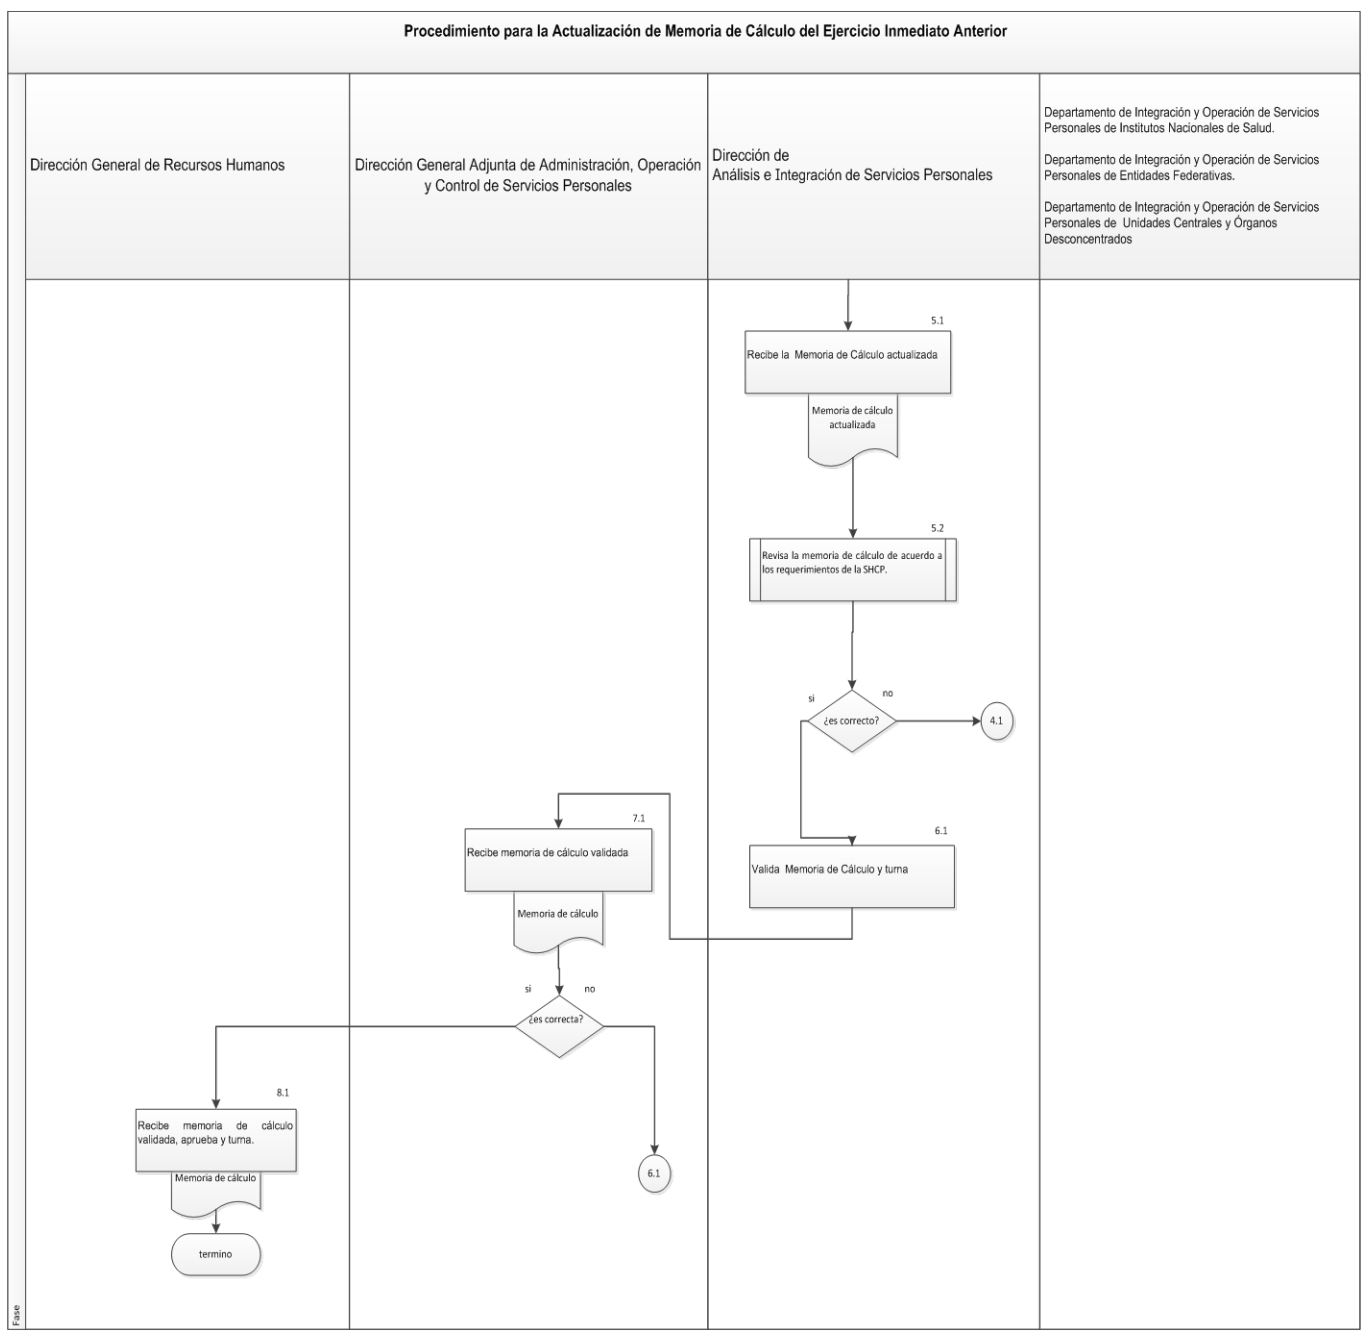 Procedimiento para la Actualización de Memoria de Cálculo del Ejercicio Inmediato Anterior
Dirección General de Recursos Humanos
Dirección General Adjunta de Administración, Operación
y Control de Servicios Personales
Dirección de
Análisis e Integración de Servicios Personales
Departamento de Integración y Operación de Servicios
Personales de Institutos Nacionales de Salud.
Departamento de Integración y Operación de Servicios
Personales de Entidades Federativas.
Departamento de Integración y Operación de Servicios
Personales de Unidades Centrales y Órganos
Desconcentrados
5.1
Recibe la Memoria de Cálculo actualizada
Memoria de cálculo
actualizada
5.2
Revisa la memoria de cálculo de acuerdo a
los requerimientos de la SHCP.
si
no
¿es correcto?
4.1
6.1
Valida Memoria de Cálculo y turna
7.1
Recibe memoria de cálculo validada
Memoria de cálculo
si
no
¿es correcta?
6.1
8.1
Recibe memoria de cálculo
validada, aprueba y turna.
Memoria de cálculo
termino
Fase